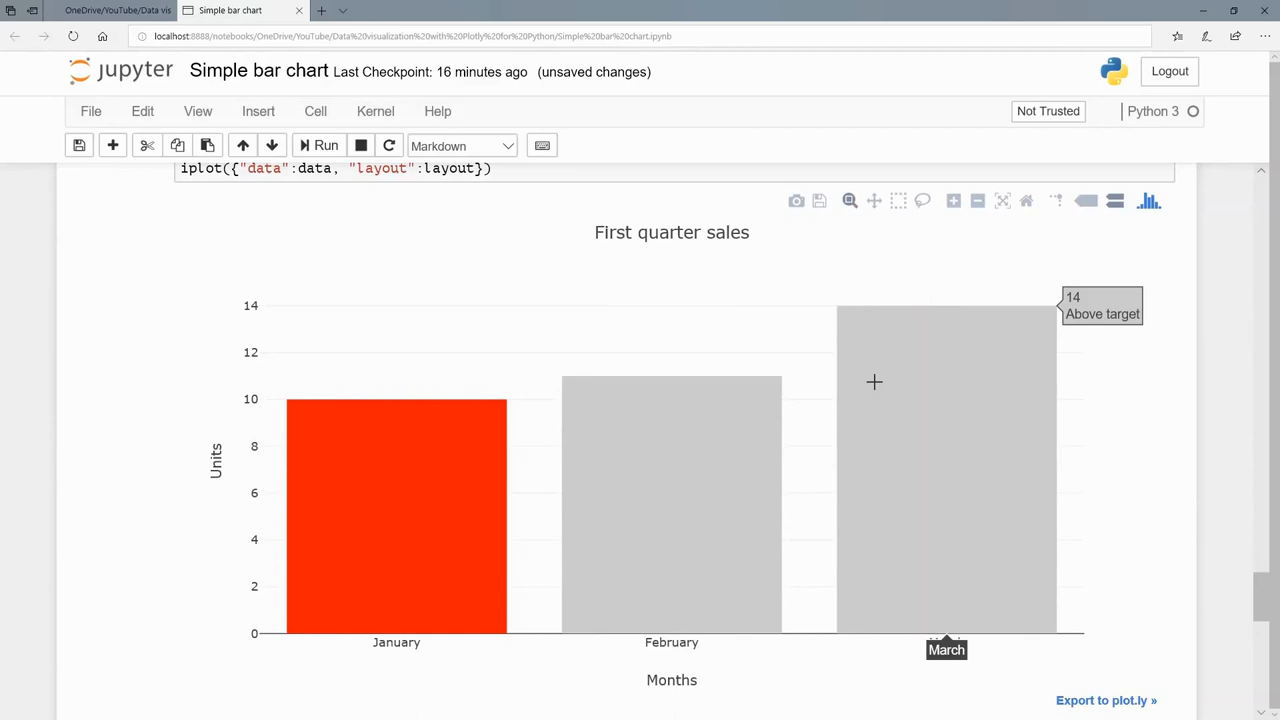 OneDrive/YouTube/Data vis
Simple bar chart
localhost:8888/notebooks/OneDrive/YouTube/Data%20visualization%20with%20Plotly%20for%20Python/Simple%20bar%20chart.ipynb
jupyter Simple bar chart Last Checkpoint: 16 minutes ago (unsaved changes)
Logout
File Edit View Insert Cell Kernel Help
Not Trusted
Python 3
Run
Markdown
iplot({"data":data, "layout":layout})
First quarter sales
14
12
10
8
6
4
2
0
Units
14
Above target
January
February
March
Months
Export to plot.ly »